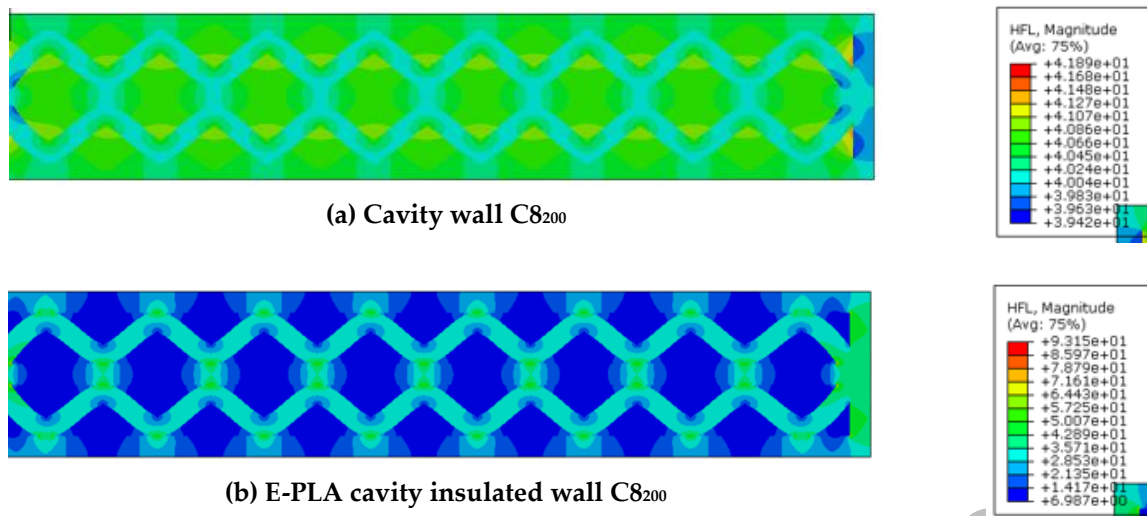 HFL, Magnitude
(Avg: 75%)
+4.189e+01
+4.168e+01
+4.148e+01
+4.127e+01
+4.107e+01
+4.086e+01
+4.066e+01
+4.045e+01
+4.024e+01
+4.004e+01
+3.983e+01
+3.963e+01
+3.942e+01
(a) Cavity wall C8200
HFL, Magnitude
(Avg: 75%)
+9.315e+01
+8.597e+01
+7.879e+01
+7.161e+01
+6.443e+01
+5.725e+01
+5.007e+01
+4.289e+01
+3.571e+01
+2.853e+01
+2.135e+01
+1.417e+01
+6.987e+00
(b) E-PLA cavity insulated wall C8200